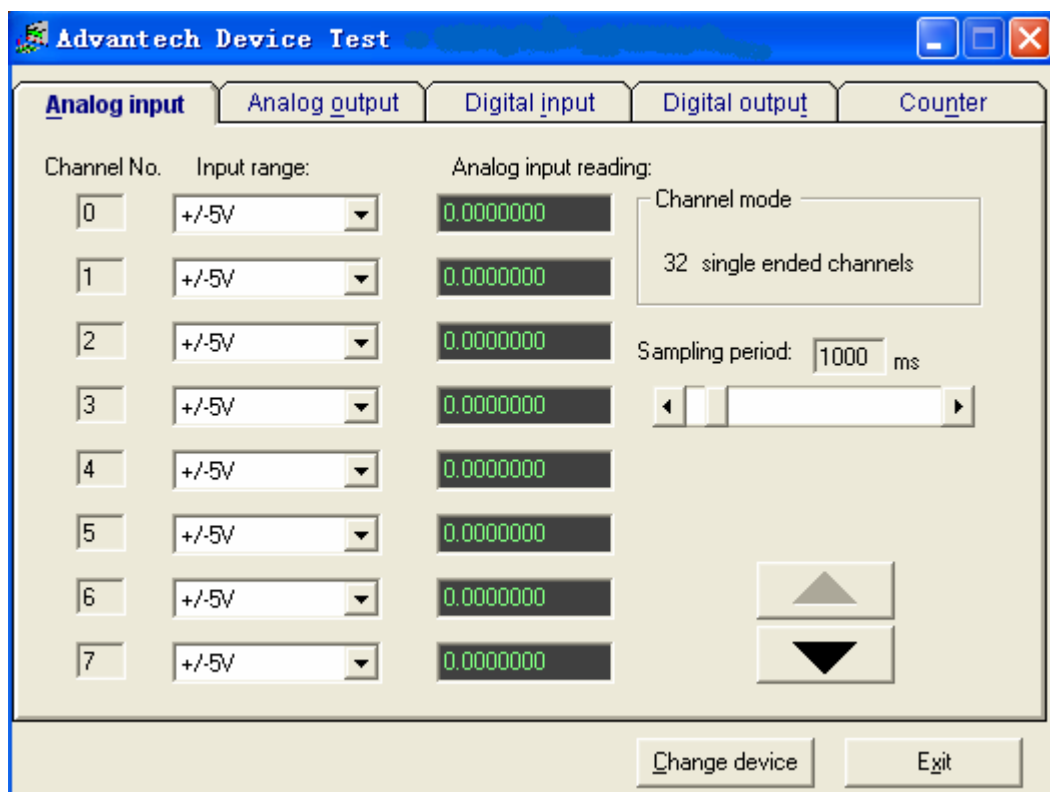 Advantech Device Test
Analog input Analog output Digital input Digital output Counter
Channel No. Input range: Analog input reading:
0 +/-5V 0.0000000
Channel mode
32 single ended channels
1 +/-5V 0.0000000
2 +/-5V 0.0000000
Sampling period: 1000 ms
3 +/-5V 0.0000000
4 +/-5V 0.0000000
5 +/-5V 0.0000000
6 +/-5V 0.0000000
7 +/-5V 0.0000000
Change device Exit